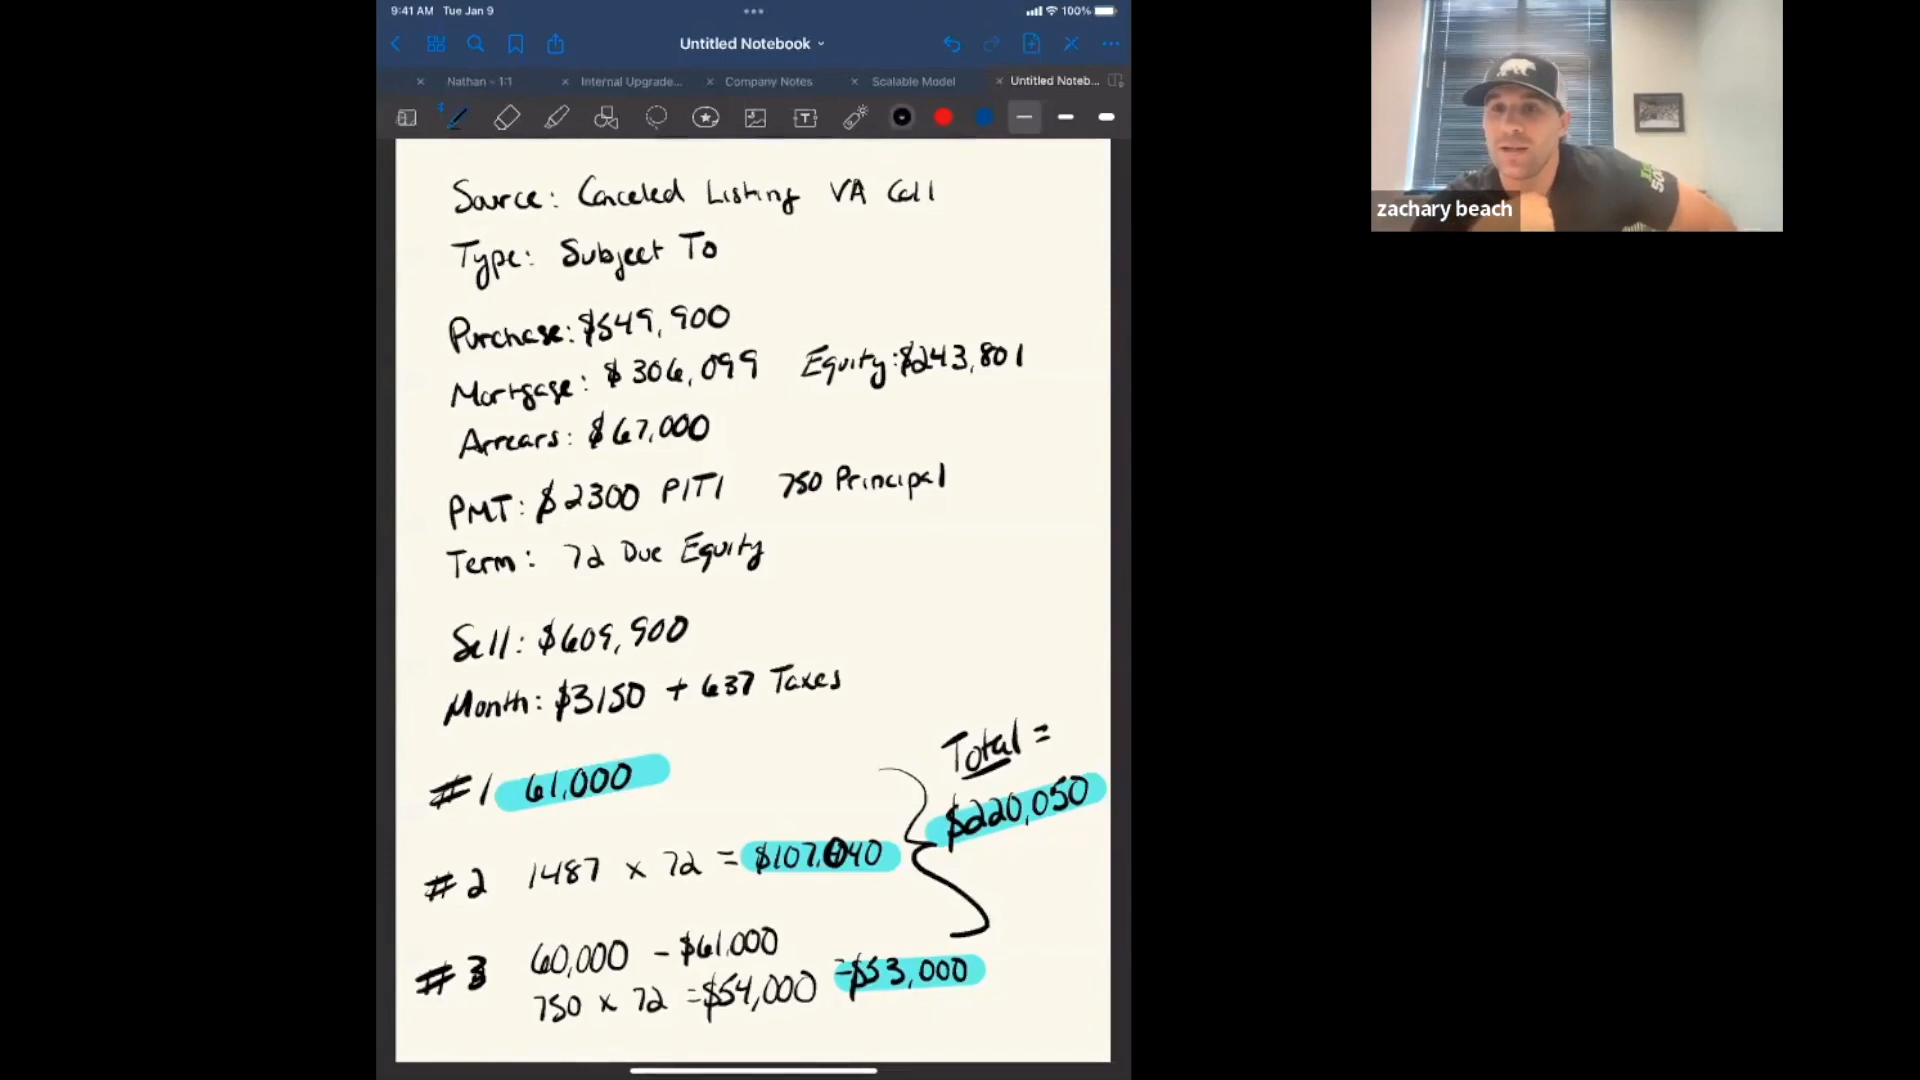 9:41 AM Tue Jan 9
100%
Untitled Notebook
Nathan - 1:1
Internal Upgrade...
Company Notes
Scalable Model
Untitled Noteb...
zachary beach
Source: Canceled Listing VA Call
Type: Subject To
Purchase: $549,900
Mortgage: $306,099 Equity: $243,801
Arrears: $67,000
PMT: $2300 PITI 750 Principal
Term: 72 Due Equity
Sell: $609,900
Month: $3150 + 637 Taxes
Total =
$220,050
#1 61,000
#2 1487 x 72 = $107,040
#3 60,000 - $61,000
750 x 72 = $54,000 = $53,000